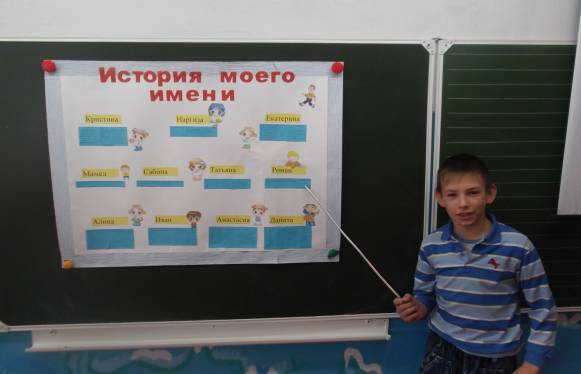 История моего
имени
Кристина Наргиза Екатерина
Мамед Сабина Татьяна Роман
Алина Иван Анастасия Данила